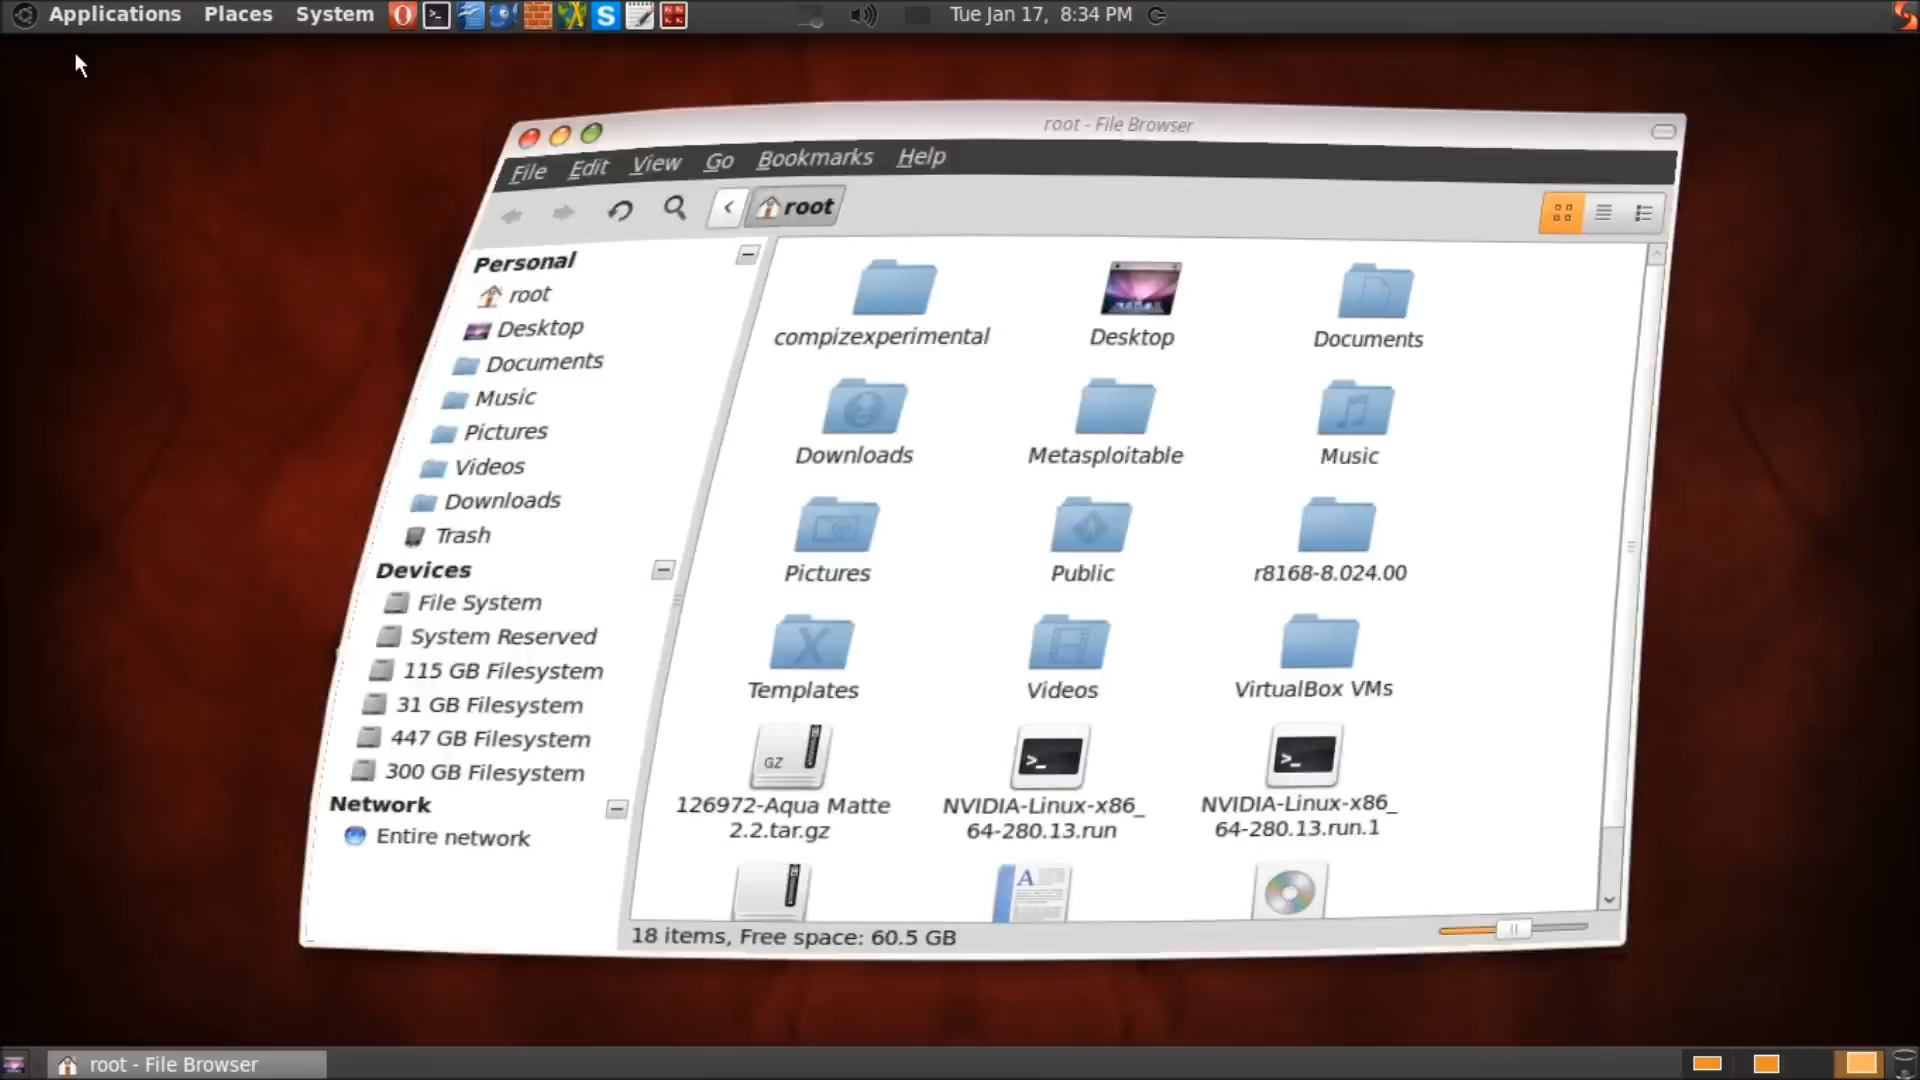 Applications Places System Tue Jan 17, 8:34 PM
root - File Browser
File Edit View Go Bookmarks Help
root
Personal
root
Desktop
Documents
Music
Pictures
Videos
Downloads
Trash
Devices
File System
System Reserved
115 GB Filesystem
31 GB Filesystem
447 GB Filesystem
300 GB Filesystem
Network
Entire network
compizexperimental Desktop Documents
Downloads Metasploitable Music
Pictures Public r8168-8.024.00
Templates Videos VirtualBox VMs
GZ
126972-Aqua Matte
2.2.tar.gz
NVIDIA-Linux-x86_
64-280.13.run
NVIDIA-Linux-x86_
64-280.13.run.1
18 items, Free space: 60.5 GB
root - File Browser